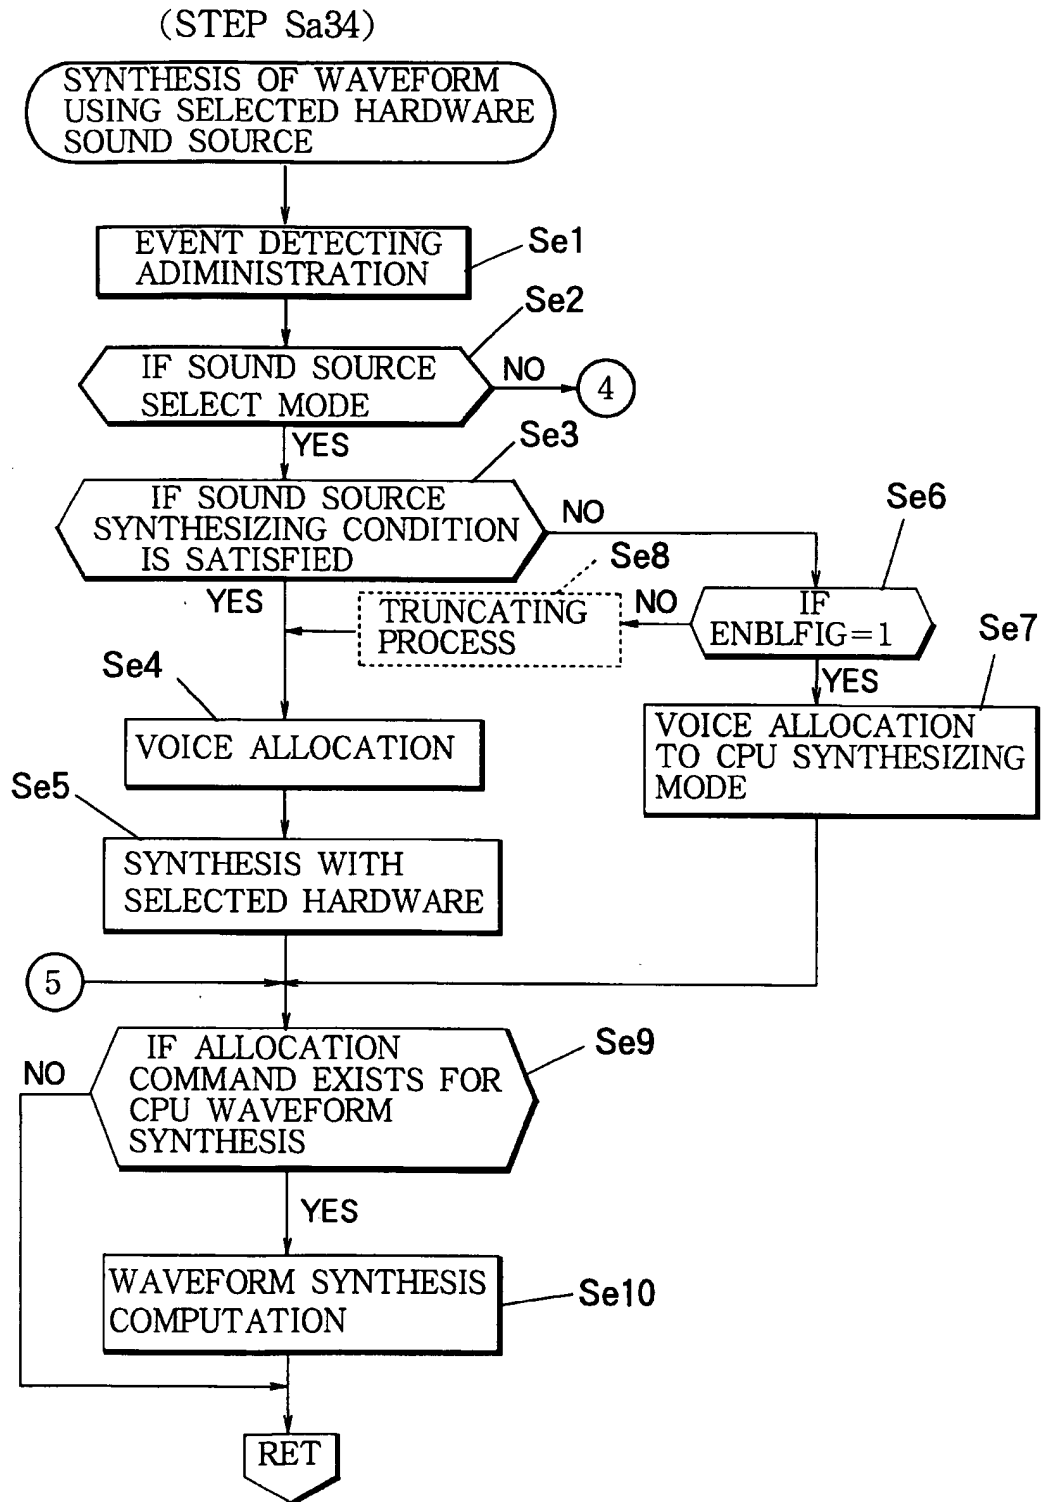 (STEP Sa34)
SYNTHESIS OF WAVEFORM
USING SELECTED HARDWARE
SOUND SOURCE
EVENT DETECTING
ADIMINISTRATION
Se1
Se2
IF SOUND SOURCE
SELECT MODE
NO
4
YES
Se3
IF SOUND SOURCE
SYNTHESIZING CONDITION
IS SATISFIED
NO
Se6
YES
Se8
TRUNCATING
PROCESS
NO
IF
ENBLFIG=1
Se7
YES
Se4
VOICE ALLOCATION
VOICE ALLOCATION
TO CPU SYNTHESIZING
MODE
Se5
SYNTHESIS WITH
SELECTED HARDWARE
5
Se9
IF ALLOCATION
COMMAND EXISTS FOR
CPU WAVEFORM
SYNTHESIS
NO
YES
WAVEFORM SYNTHESIS
COMPUTATION
Se10
RET